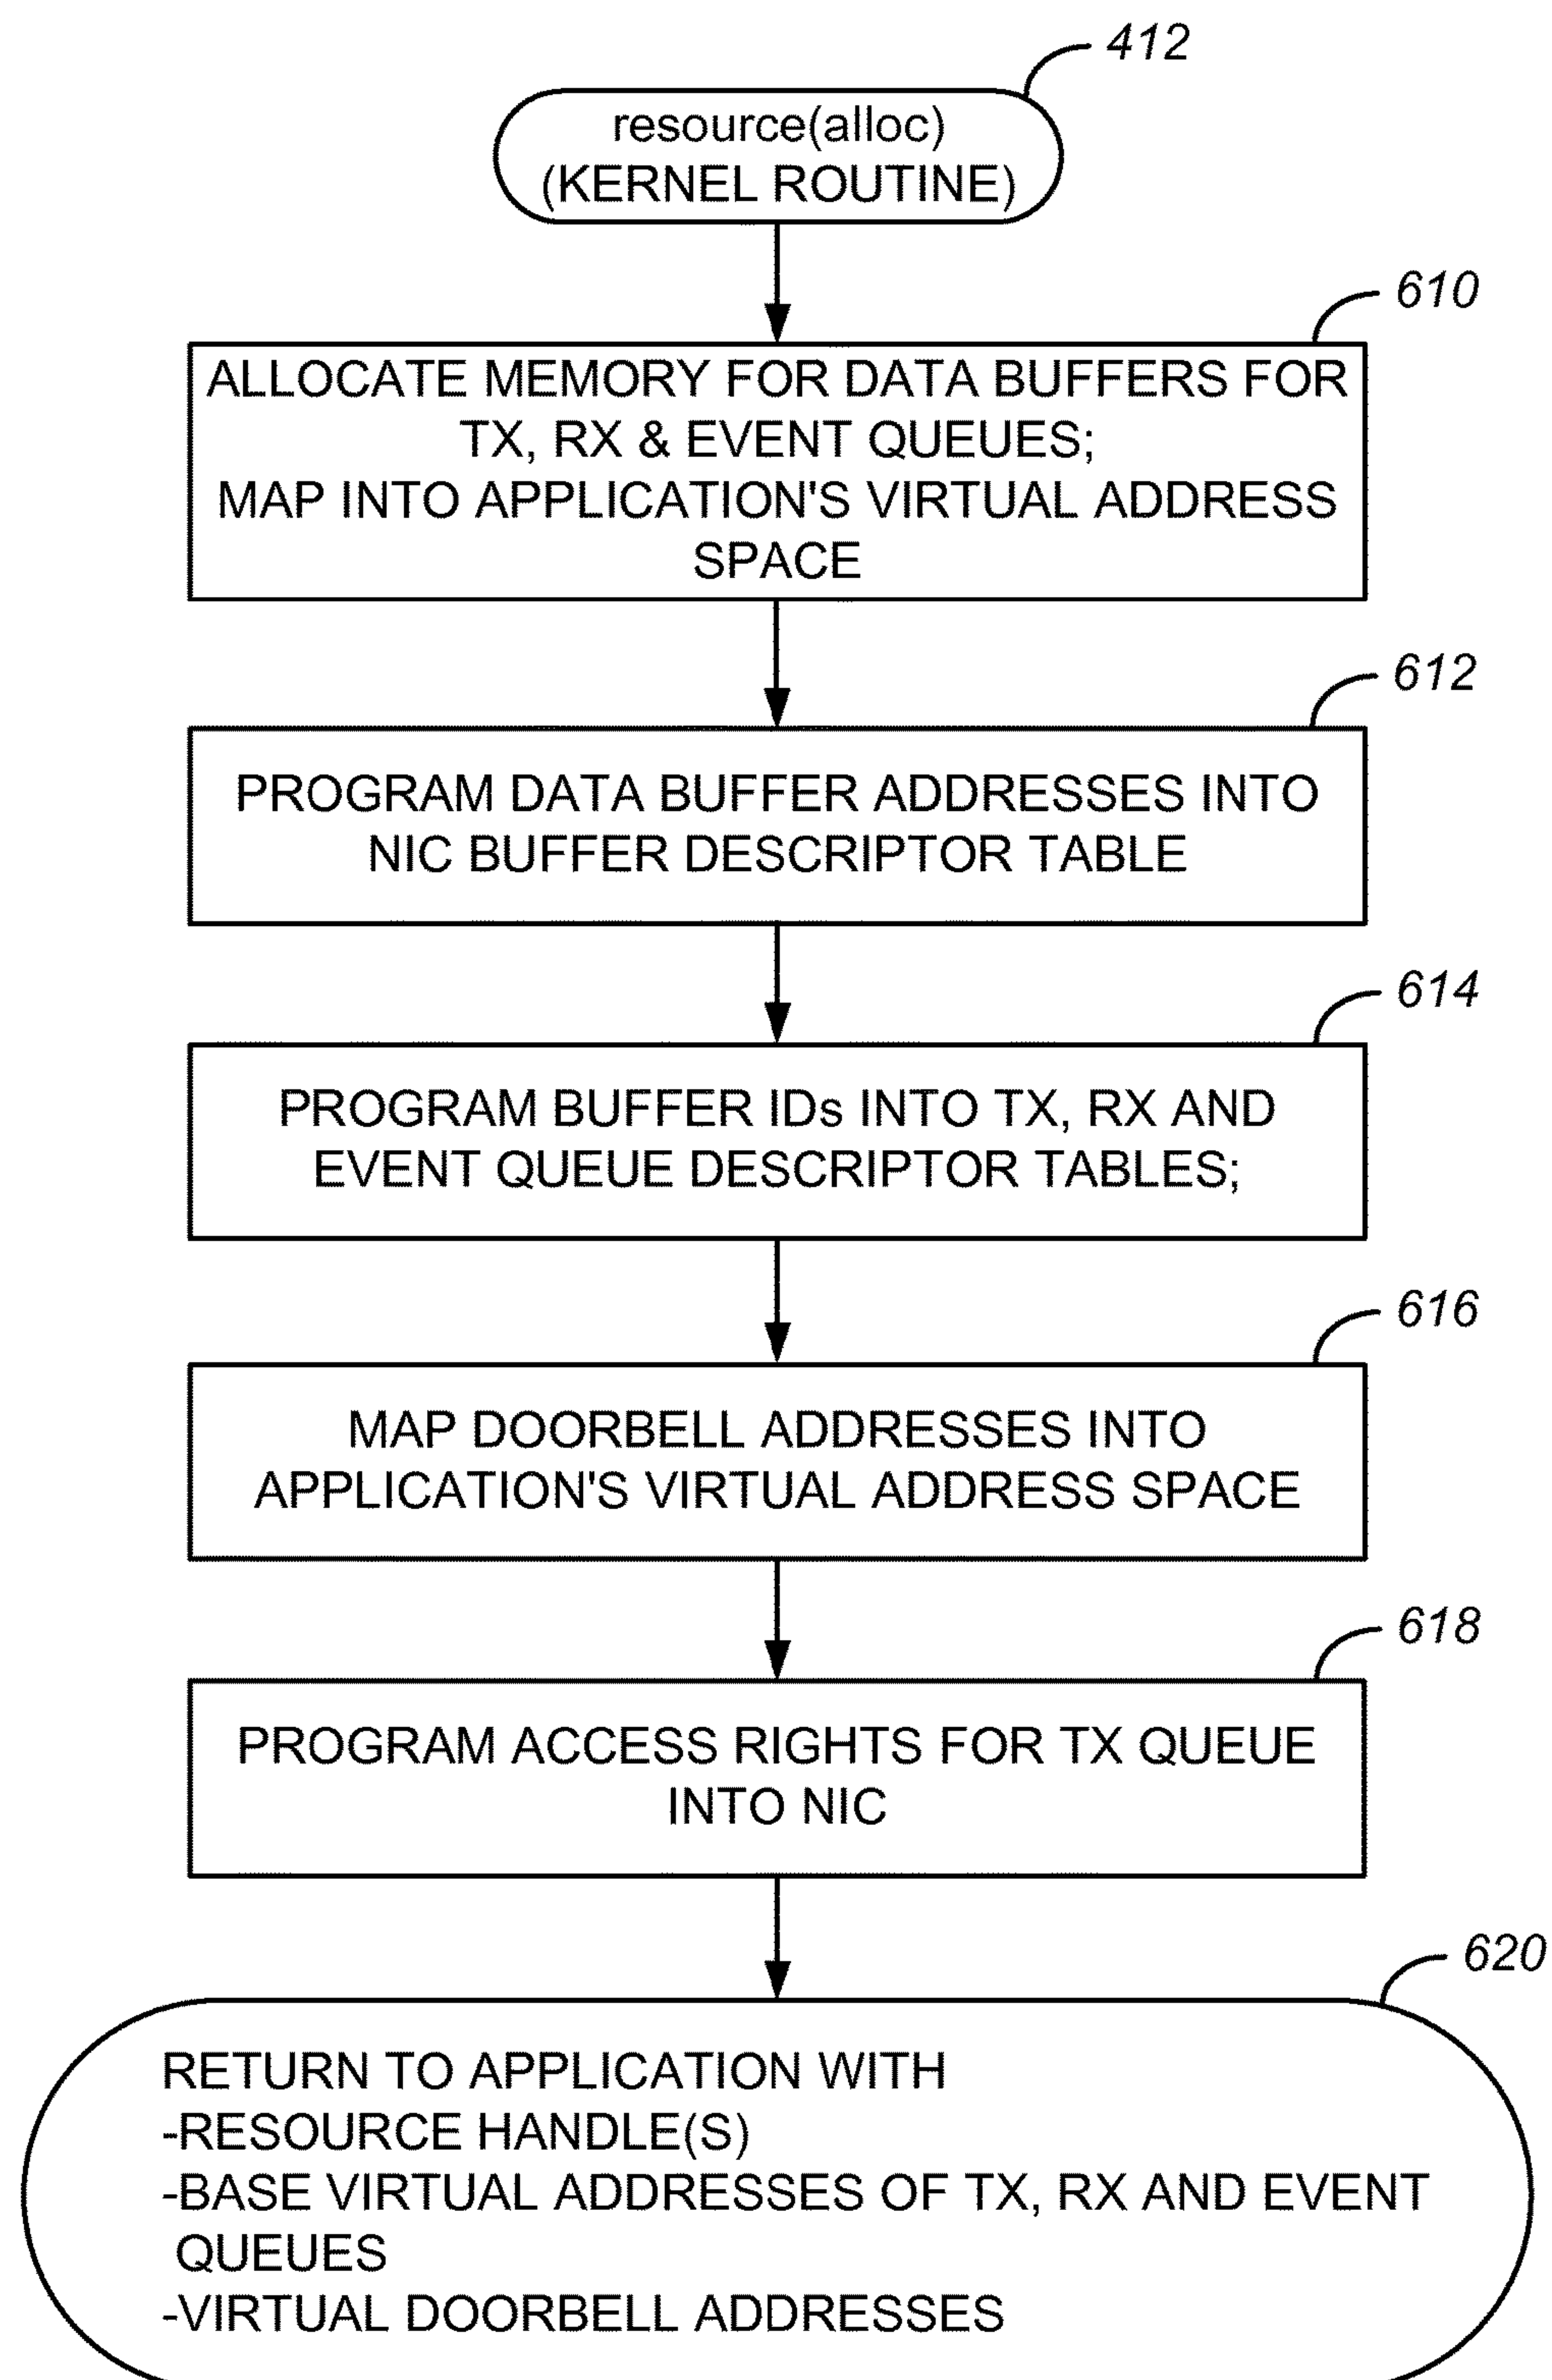 412
resource(alloc)
(KERNEL ROUTINE)
610
ALLOCATE MEMORY FOR DATA BUFFERS FOR
TX, RX & EVENT QUEUES;
MAP INTO APPLICATION'S VIRTUAL ADDRESS
SPACE
612
PROGRAM DATA BUFFER ADDRESSES INTO
NIC BUFFER DESCRIPTOR TABLE
614
PROGRAM BUFFER IDs INTO TX, RX AND
EVENT QUEUE DESCRIPTOR TABLES;
616
MAP DOORBELL ADDRESSES INTO
APPLICATION'S VIRTUAL ADDRESS SPACE
618
PROGRAM ACCESS RIGHTS FOR TX QUEUE
INTO NIC
620
RETURN TO APPLICATION WITH
-RESOURCE HANDLE(S)
-BASE VIRTUAL ADDRESSES OF TX, RX AND EVENT
QUEUES
-VIRTUAL DOORBELL ADDRESSES